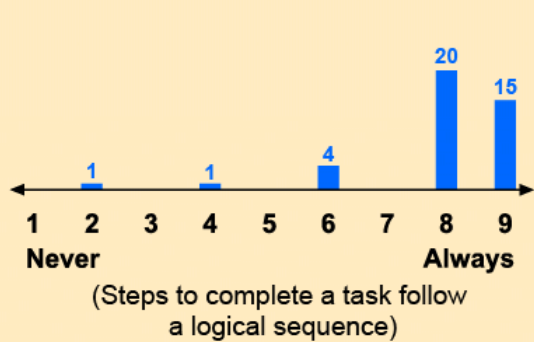 20
15
4
1 1
1 2 3 4 5 6 7 8 9
Never Always
(Steps to complete a task follow
a logical sequence)